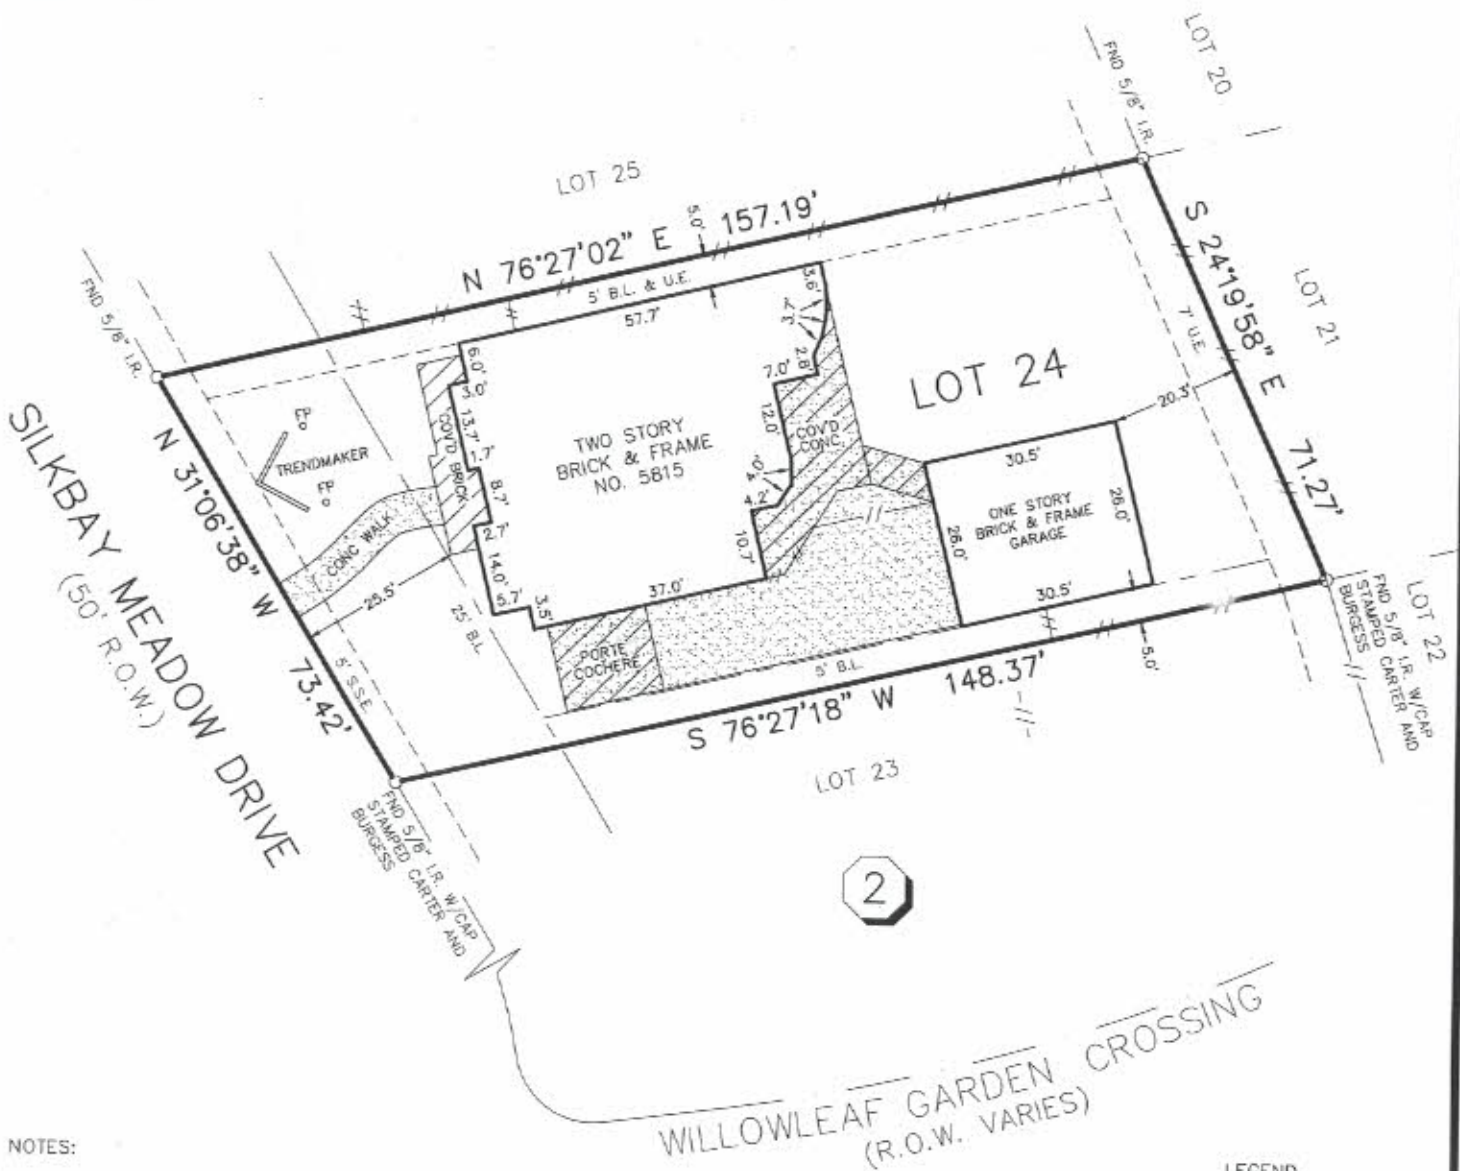 LOT 20
FND 5/8" I.R.
LOT 25
N 76°27'02" E 157.19'
5.0'
5' B.L. & U.E.
57.7'
3.6'
2.8'
7.0'
12.0'
4.0'
4.2'
10.7'
FND 5/8" I.R.
S 24°19'58" E 71.27'
LOT 21
7' U.E.
20.3'
LOT 24
TWO STORY
BRICK & FRAME
NO. 5815
6.0'
3.0'
13.7'
1.7'
8.7'
2.7'
14.0'
5.7'
3.5'
37.0'
COV'D BRICK
COV'D
CONC.
30.5'
26.0'
26.0'
30.5'
ONE STORY
BRICK & FRAME
GARAGE
SILKBAY MEADOW DRIVE
(50' R.O.W.)
N 31°06'38" W 73.42'
FP
TRENDMAKER
FP
CONC WALK
25.5'
25' B.L.
5' S.S.E.
PORTE
COCHERE
5' B.L.
5.0'
S 76°27'18" W 148.37'
LOT 22
FND 5/8" I.R. W/CAP
STAMPED CARTER AND
BURGESS
LOT 23
FND 5/8" I.R. W/CAP
STAMPED CARTER AND
BURGESS
2
WILLOWLEAF GARDEN CROSSING
(R.O.W. VARIES)
NOTES:
LEGEND